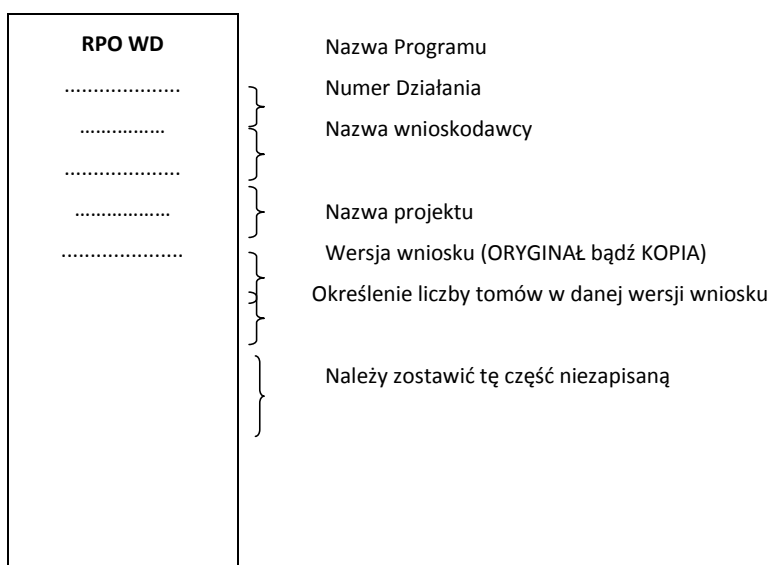 RPO WD Nazwa Programu
.................... Numer Działania
................ Nazwa wnioskodawcy
....................
.................. Nazwa projektu
..................... Wersja wniosku (ORYGINAŁ bądź KOPIA)
Określenie liczby tomów w danej wersji wniosku
Należy zostawić tę część niezapisaną